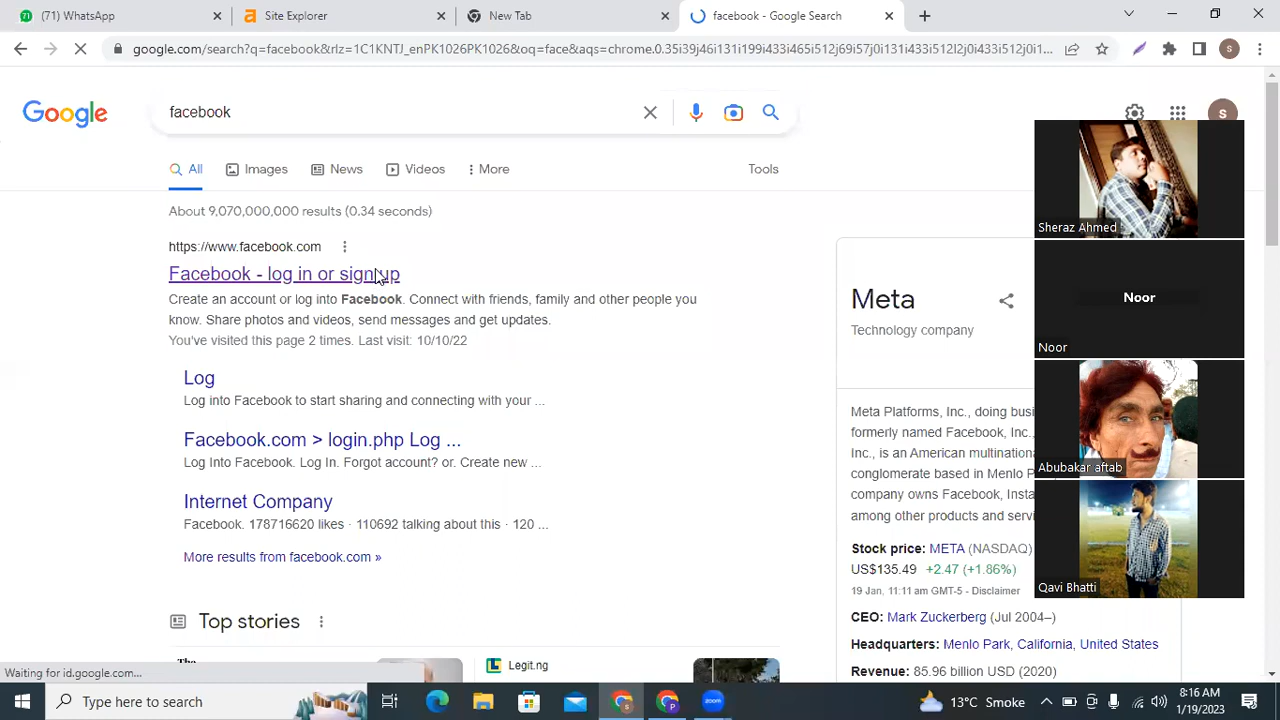 (71) WhatsApp
Site Explorer
New Tab
facebook - Google Search
google.com/search?q=facebook&rlz=1C1KNTJ_enPK1026PK1026&oq=face&aqs=chrome.0.35i39j46i131i199i433i465i512j69i57j0i131i433i512l2j0i433i512j0i1...
S
Google
facebook
S
All
Images
News
Videos
More
Tools
About 9,070,000,000 results (0.34 seconds)
https://www.facebook.com
Facebook - log in or sign up
Create an account or log into Facebook. Connect with friends, family and other people you
know. Share photos and videos, send messages and get updates.
You've visited this page 2 times. Last visit: 10/10/22
Log
Log into Facebook to start sharing and connecting with your ...
Facebook.com > login.php Log ...
Log Into Facebook. Log In. Forgot account? or. Create new ...
Internet Company
Facebook. 178716620 likes · 110692 talking about this · 120 ...
More results from facebook.com »
Top stories
Legit.ng
Meta
Technology company
Meta Platforms, Inc., doing busi
formerly named Facebook, Inc.,
Inc., is an American multinationa
conglomerate based in Menlo P
company owns Facebook, Insta
among other products and servi
Stock price: META (NASDAQ)
US$135.49 +2.47 (+1.86%)
19 Jan, 11:11 am GMT-5 - Disclaimer
CEO: Mark Zuckerberg (Jul 2004–)
Headquarters: Menlo Park, California, United States
Revenue: 85.96 billion USD (2020)
Sheraz Ahmed
Noor
Noor
Abubakar aftab
Qavi Bhatti
Waiting for id.google.com...
Type here to search
zoom
13°C Smoke
8:16 AM
1/19/2023